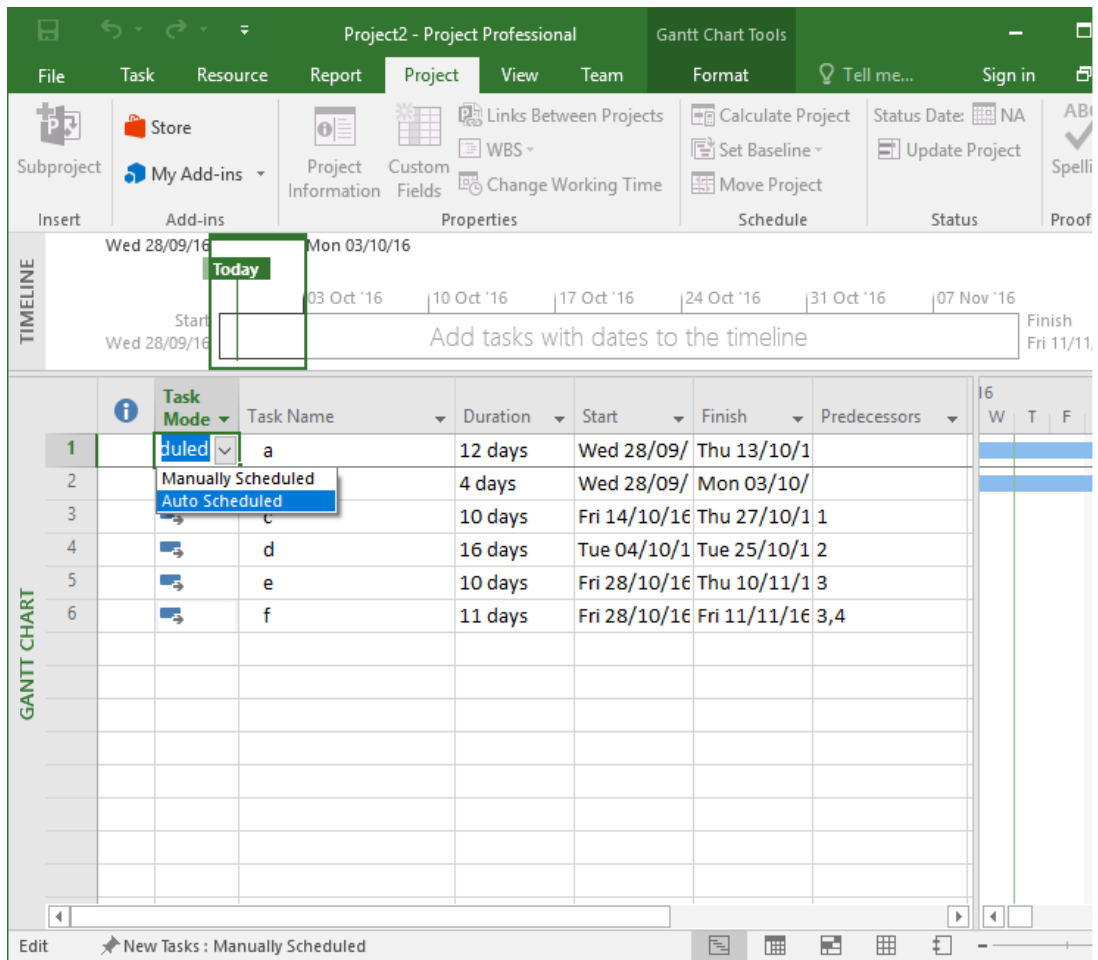 Project2 - Project Professional Gantt Chart Tools
File Task Resource Report Project View Team Format Tell me... Sign in
Subproject
Insert
Store
My Add-ins
Add-ins
Project Information
Custom Fields
Links Between Projects
WBS
Change Working Time
Properties
Calculate Project
Set Baseline
Move Project
Schedule
Status Date: NA
Update Project
Status
ABC
Spelli
Proof
TIMELINE
Wed 28/09/16 Mon 03/10/16
Today
03 Oct '16 10 Oct '16 17 Oct '16 24 Oct '16 31 Oct '16 07 Nov '16
Start
Wed 28/09/16
Add tasks with dates to the timeline
Finish
Fri 11/11/
GANTT CHART
Task Mode Task Name Duration Start Finish Predecessors
16
W T F
1 duled a 12 days Wed 28/09/ Thu 13/10/1
Manually Scheduled
Auto Scheduled
2 4 days Wed 28/09/ Mon 03/10/
3 c 10 days Fri 14/10/16 Thu 27/10/1 1
4 d 16 days Tue 04/10/1 Tue 25/10/1 2
5 e 10 days Fri 28/10/16 Thu 10/11/1 3
6 f 11 days Fri 28/10/16 Fri 11/11/16 3,4
Edit New Tasks : Manually Scheduled